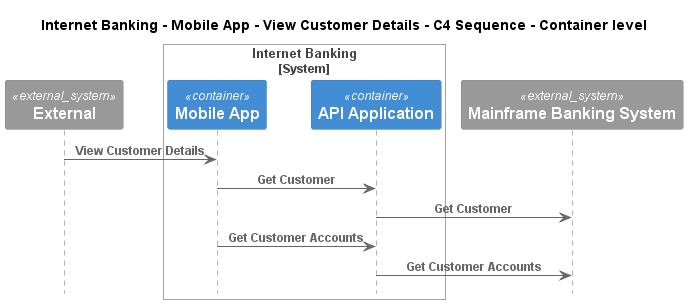 Internet Banking - Mobile App - View Customer Details - C4 Sequence - Container level
Internet Banking
[System]
«external_system»
External
«container»
Mobile App
«container»
API Application
«external_system»
Mainframe Banking System
View Customer Details
Get Customer
Get Customer
Get Customer Accounts
Get Customer Accounts